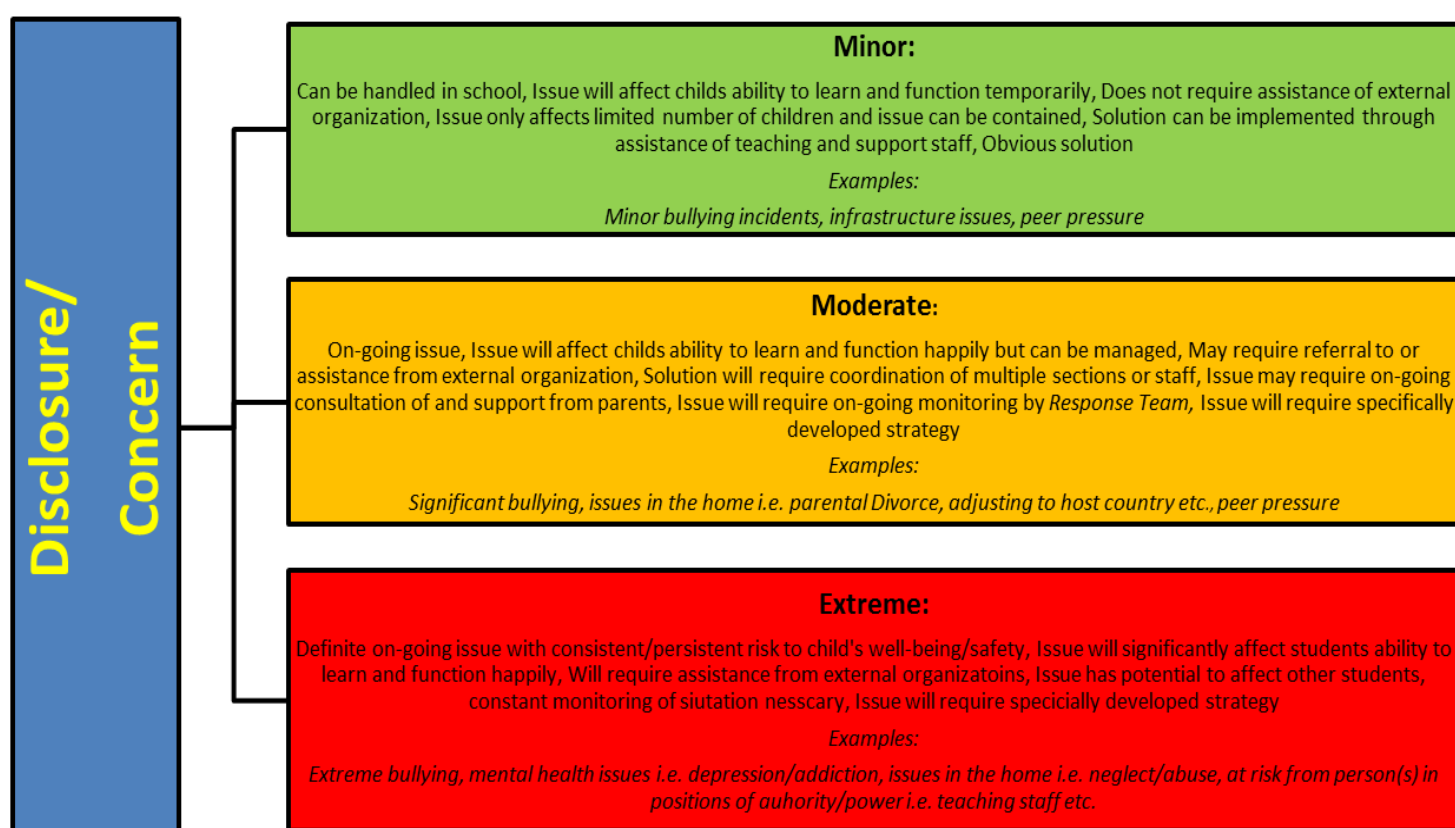 Disclosure/
Concern
Minor:
Can be handled in school, Issue will affect childs ability to learn and function temporarily, Does not require assistance of external
organization, Issue only affects limited number of children and issue can be contained, Solution can be implemented through
assistance of teaching and support staff, Obvious solution
Examples:
Minor bullying incidents, infrastructure issues, peer pressure
Moderate:
On-going issue, Issue will affect childs ability to learn and function happily but can be managed, May require referral to or
assistance from external organization, Solution will require coordination of multiple sections or staff, Issue may require on-going
consultation of and support from parents, Issue will require on-going monitoring by Response Team, Issue will require specifically
developed strategy
Examples:
Significant bullying, issues in the home i.e. parental Divorce, adjusting to host country etc., peer pressure
Extreme:
Definite on-going issue with consistent/persistent risk to child's well-being/safety, Issue will significantly affect students ability to
learn and function happily, Will require assistance from external organizatoins, Issue has potential to affect other students,
constant monitoring of siutation nesscary, Issue will require speccially developed strategy
Examples:
Extreme bullying, mental health issues i.e. depression/addiction, issues in the home i.e. neglect/abuse, at risk from person(s) in
positions of auhority/power i.e. teaching staff etc.